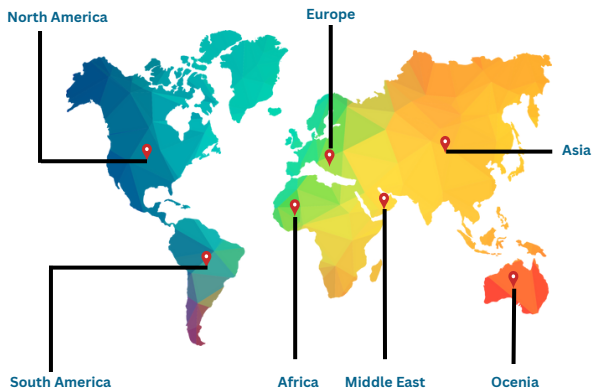 North America
Europe
Asia
South America
Africa
Middle East
Ocenia